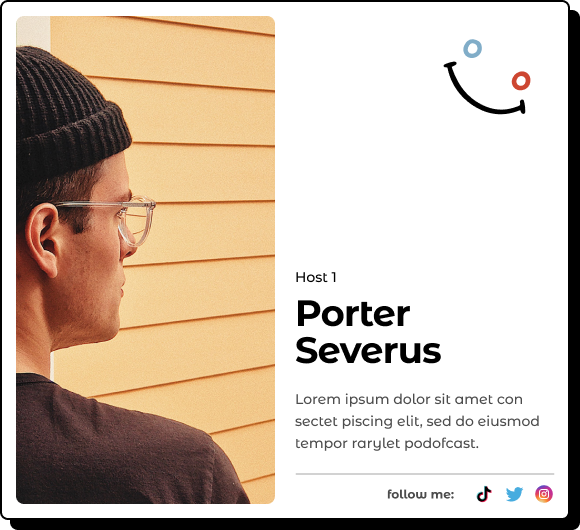 Host 1
Porter
Severus
Lorem ipsum dolor sit amet con
sectet piscing elit, sed do eiusmod
tempor rarylet podofcast.
follow me: